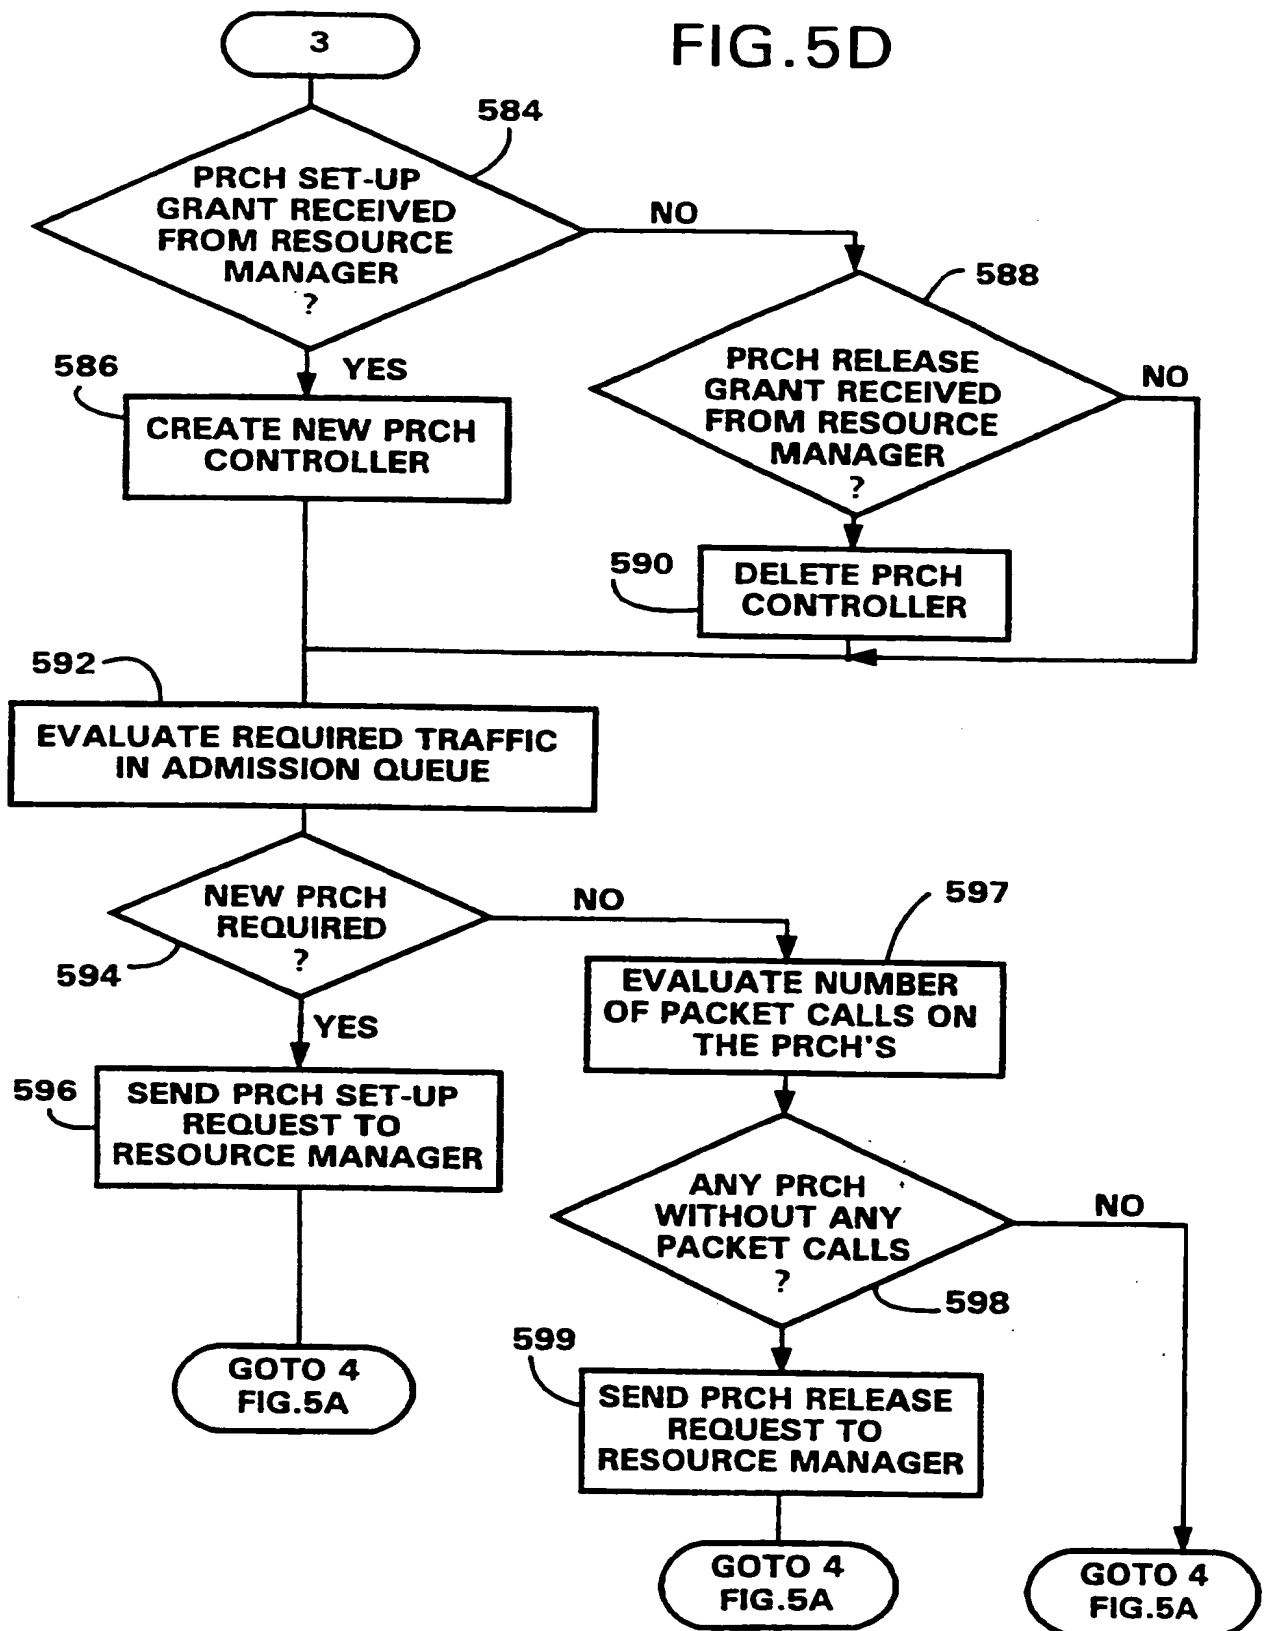 FIG.5D
3
584
PRCH SET-UP
GRANT RECEIVED
FROM RESOURCE
MANAGER
?
NO
YES
588
PRCH RELEASE
GRANT RECEIVED
FROM RESOURCE
MANAGER
?
NO
586
CREATE NEW PRCH
CONTROLLER
590
DELETE PRCH
CONTROLLER
592
EVALUATE REQUIRED TRAFFIC
IN ADMISSION QUEUE
NEW PRCH
REQUIRED
?
594
NO
YES
597
EVALUATE NUMBER
OF PACKET CALLS ON
THE PRCH'S
596
SEND PRCH SET-UP
REQUEST TO
RESOURCE MANAGER
ANY PRCH
WITHOUT ANY
PACKET CALLS
?
NO
598
599
SEND PRCH RELEASE
REQUEST TO
RESOURCE MANAGER
GOTO 4
FIG.5A
GOTO 4
FIG.5A
GOTO 4
FIG.5A